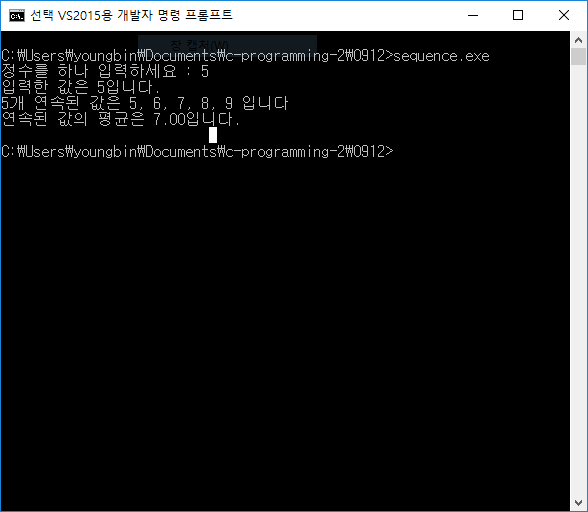 선택 VS2015용 개발자 명령 프롬프트
C:\Users\youngbin\Documents\c-programming-2\0912>sequence.exe
정수를 하나 입력하세요 : 5
입력한 값은 5입니다.
5개 연속된 값은 5, 6, 7, 8, 9 입니다
연속된 값의 평균은 7.00입니다.
C:\Users\youngbin\Documents\c-programming-2\0912>